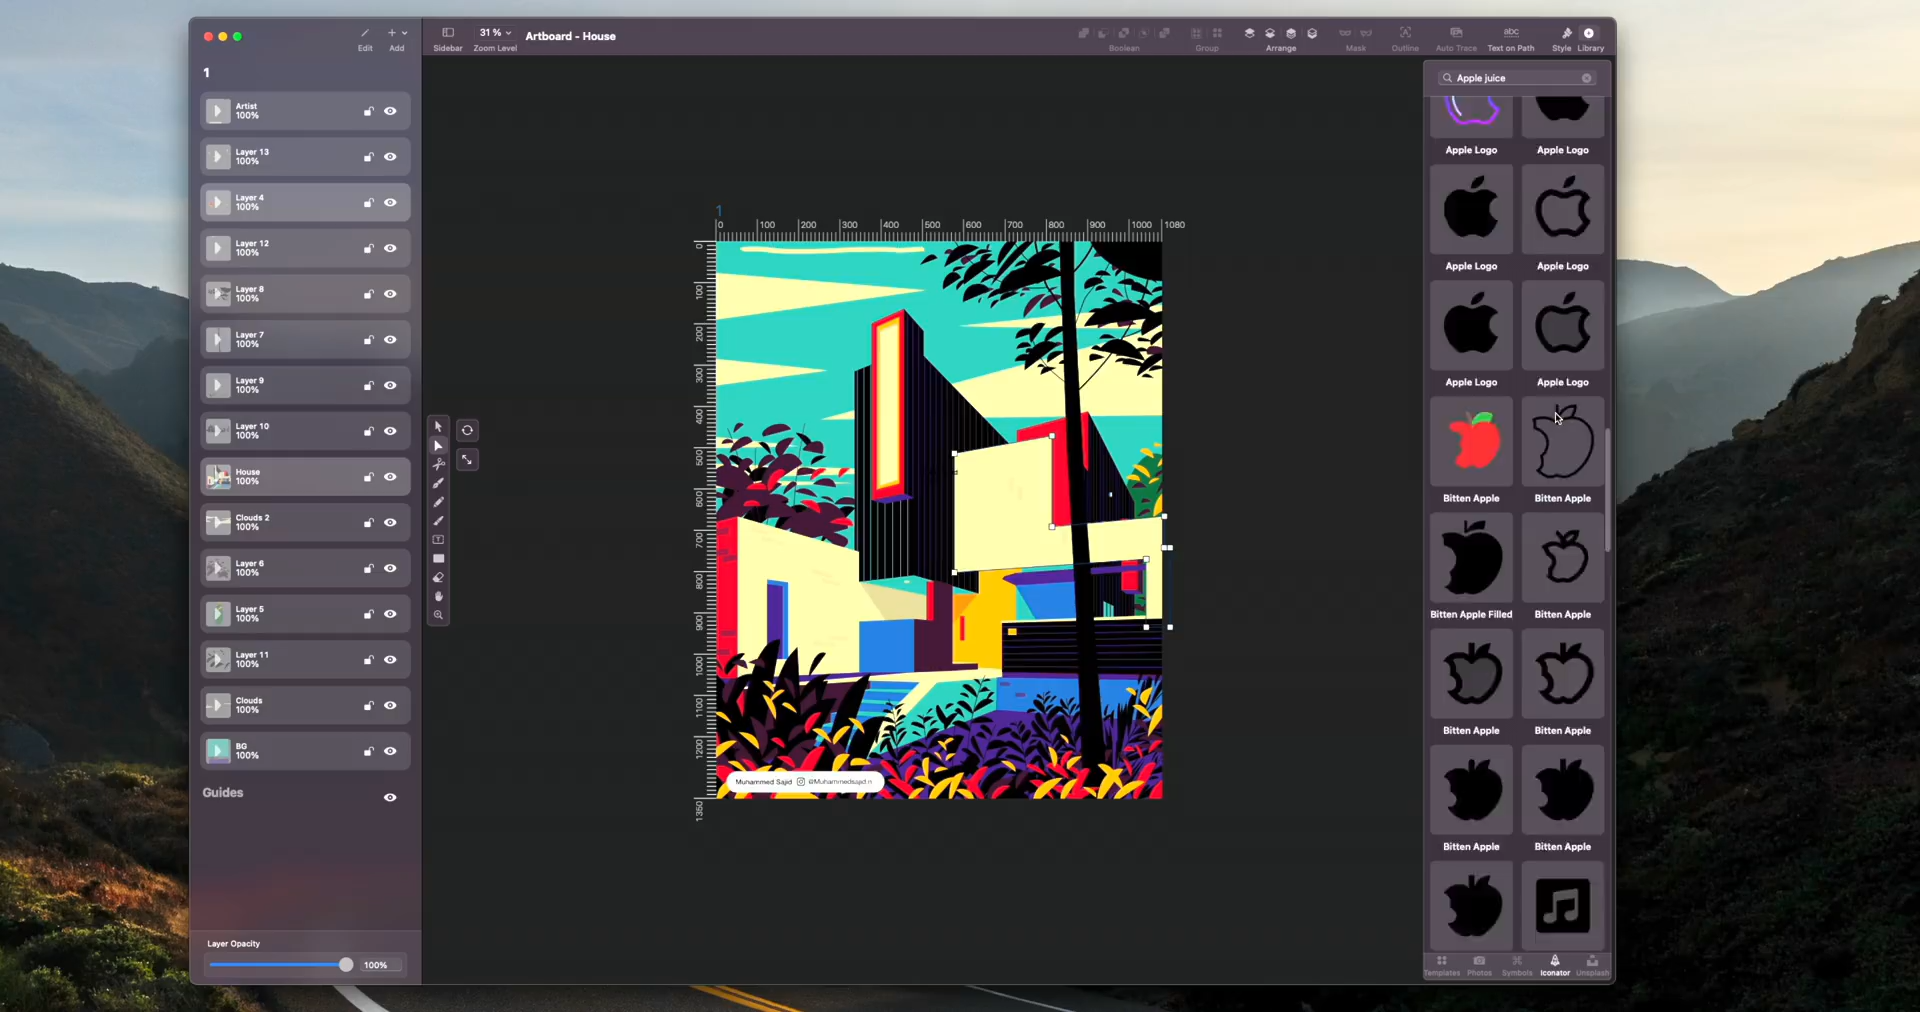 Edit
Add
Sidebar
31 %
Zoom Level
Artboard - House
Boolean
Group
Arrange
Mask
Outline
Auto Trace
abc
Text on Path
Style
Library
1
Artist
100%
Layer 13
100%
Layer 4
100%
Layer 12
100%
Layer 8
100%
Layer 7
100%
Layer 9
100%
Layer 10
100%
House
100%
Clouds 2
100%
Layer 6
100%
Layer 5
100%
Layer 11
100%
Clouds
100%
BG
100%
Guides
Layer Opacity
100%
1
0 100 200 300 400 500 600 700 800 900 1000 1080
0
100
200
300
400
500
600
700
800
900
1000
1100
1200
1350
T
Muhammed Sajid @Muhammedsajid.n
Apple juice
Apple Logo Apple Logo
Apple Logo Apple Logo
Apple Logo Apple Logo
Bitten Apple Bitten Apple
Bitten Apple Filled Bitten Apple
Bitten Apple Bitten Apple
Bitten Apple Bitten Apple
Templates Photos Symbols Iconator Unsplash